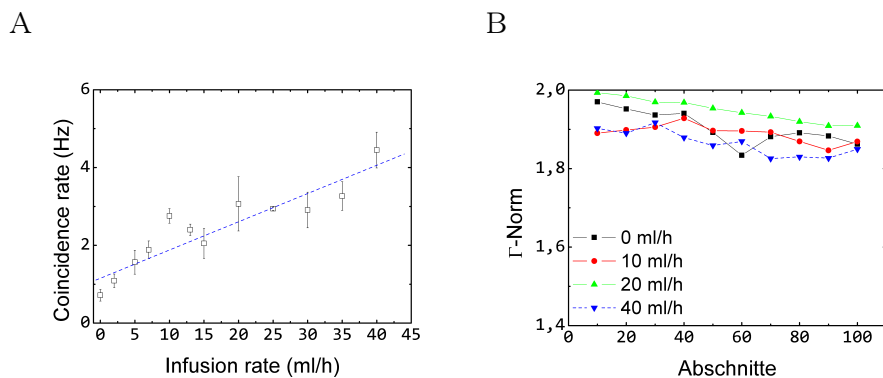 A
B
6
4
2
0
Coincidence rate (Hz)
0 5 10 15 20 25 30 35 40 45
Infusion rate (ml/h)
2,0
1,8
1,6
1,4
Γ-Norm
0 ml/h
10 ml/h
20 ml/h
40 ml/h
0 20 40 60 80 100
Abschnitte